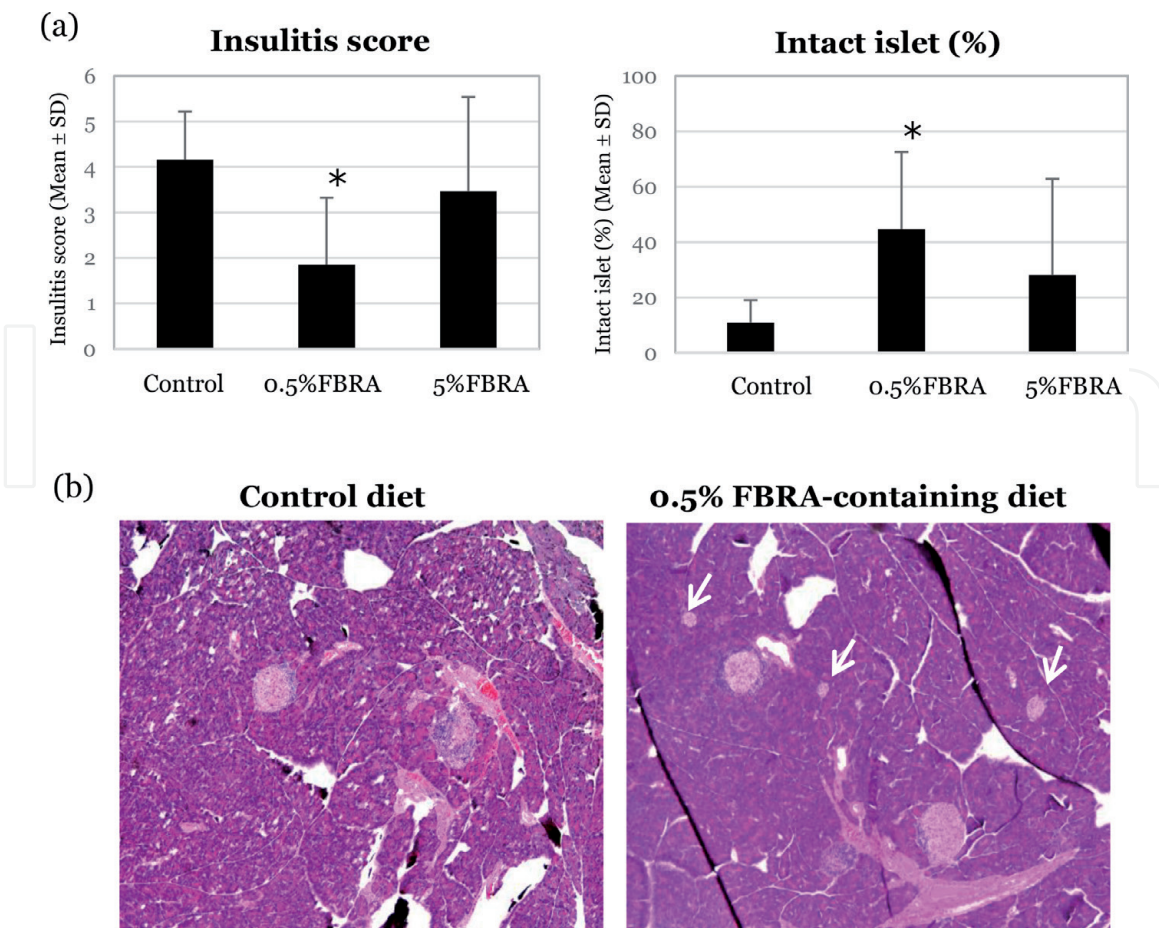 (a)
Insulitis score
Insulitis score (Mean ± SD)
6
5
4
3
2
1
0
*
Control 0.5%FBRA 5%FBRA
Intact islet (%)
Intact islet (%) (Mean ± SD)
100
80
60
40
20
0
*
Control 0.5%FBRA 5%FBRA
(b)
Control diet
0.5% FBRA-containing diet